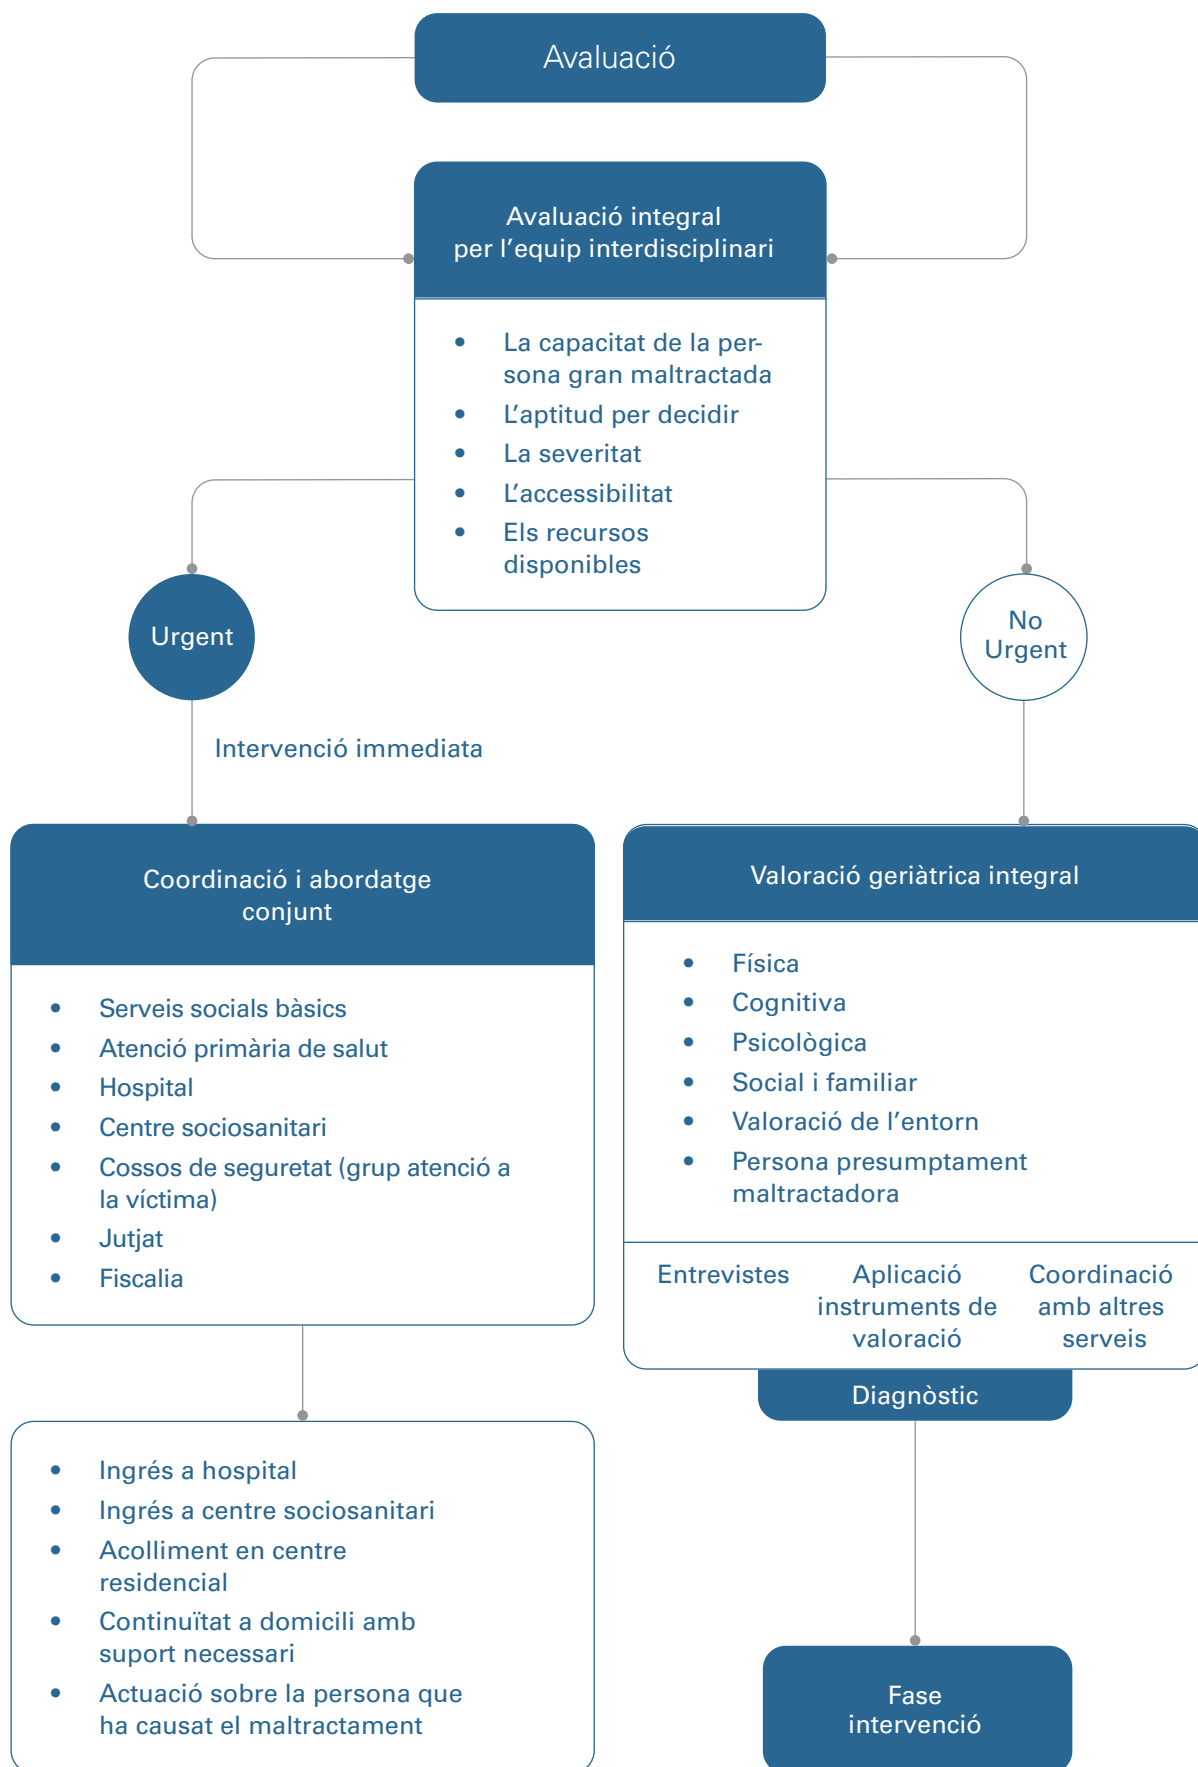 Avaluació
Avaluació integral
per l’equip interdisciplinari
• La capacitat de la per-
sona gran maltractada
• L’aptitud per decidir
• La severitat
• L’accessibilitat
• Els recursos
disponibles
Urgent
No
Urgent
Intervenció immediata
Coordinació i abordatge
conjunt
• Serveis socials bàsics
• Atenció primària de salut
• Hospital
• Centre sociosanitari
• Cossos de seguretat (grup atenció a
la víctima)
• Jutjat
• Fiscalia
• Ingrés a hospital
• Ingrés a centre sociosanitari
• Acolliment en centre
residencial
• Continuïtat a domicili amb
suport necessari
• Actuació sobre la persona que
ha causat el maltractament
Valoració geriàtrica integral
• Física
• Cognitiva
• Psicològica
• Social i familiar
• Valoració de l’entorn
• Persona presumptament
maltractadora
Entrevistes
Aplicació
instruments de
valoració
Coordinació
amb altres
serveis
Diagnòstic
Fase
intervenció